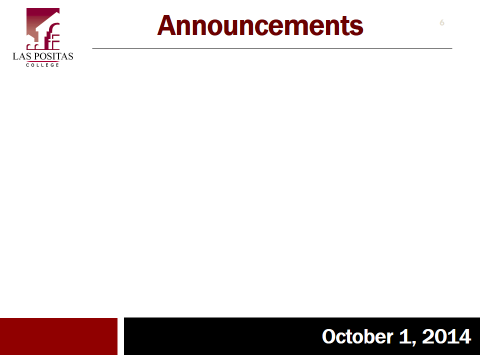 Announcements
6
LAS POSITAS
COLLEGE
October 1, 2014